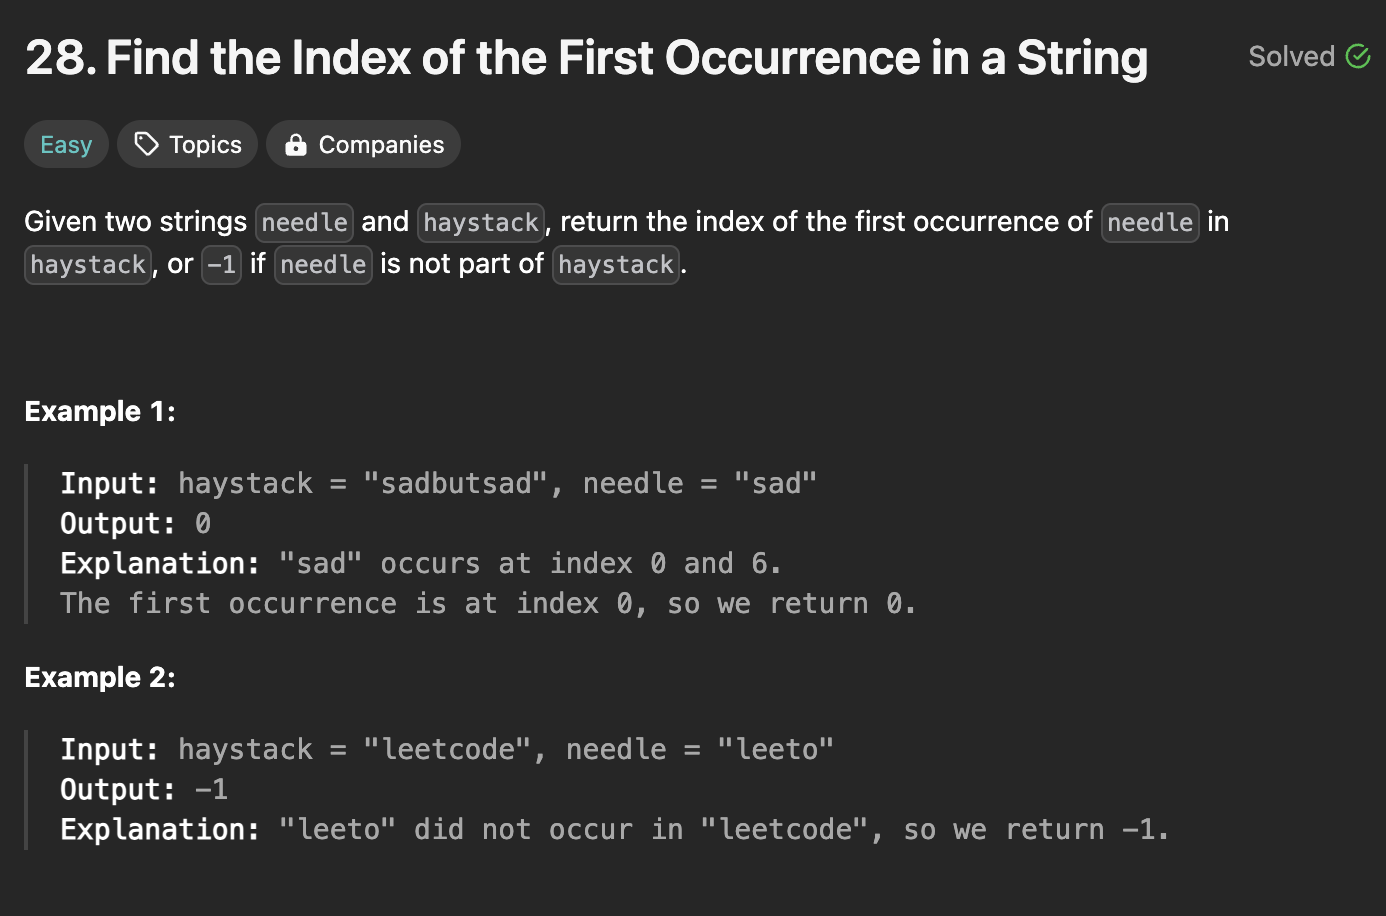 28. Find the Index of the First Occurrence in a String
Solved
Easy
Topics
Companies
Given two strings needle and haystack, return the index of the first occurrence of needle in
haystack, or -1 if needle is not part of haystack.
Example 1:
Input: haystack = "sadbutsad", needle = "sad"
Output: 0
Explanation: "sad" occurs at index 0 and 6.
The first occurrence is at index 0, so we return 0.
Example 2:
Input: haystack = "leetcode", needle = "leeto"
Output: -1
Explanation: "leeto" did not occur in "leetcode", so we return -1.